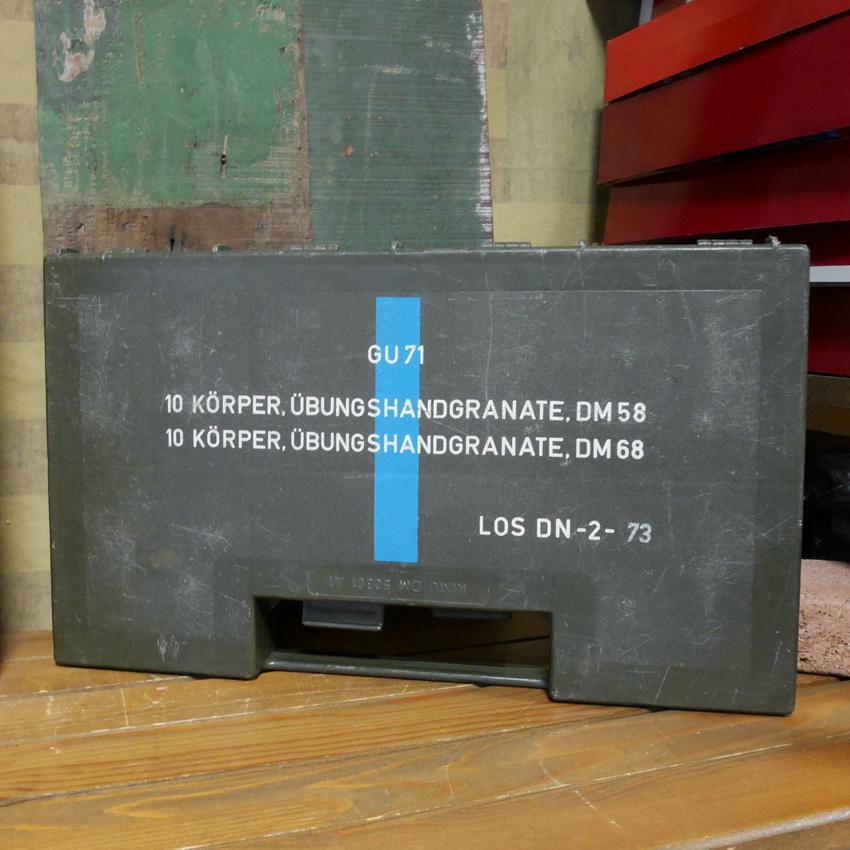 GU 71
10 KÖRPER, ÜBUNGSHANDGRANATE, DM 58
10 KÖRPER, ÜBUNGSHANDGRANATE, DM 68
LOS DN -2- 73